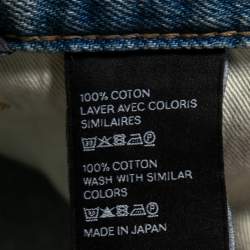 100% COTON
LAVER AVEC COLORIS
SIMILAIRES
100% COTTON
WASH WITH SIMILAR
COLORS
MADE IN JAPAN